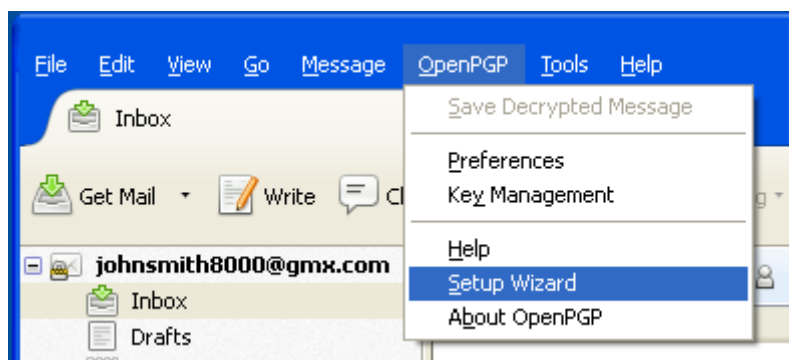 File Edit View Go Message OpenPGP Tools Help
Inbox
Save Decrypted Message
Preferences
Get Mail Write
Key Management
Help
johnsmith8000@gmx.com
Setup Wizard
Inbox
About OpenPGP
Drafts